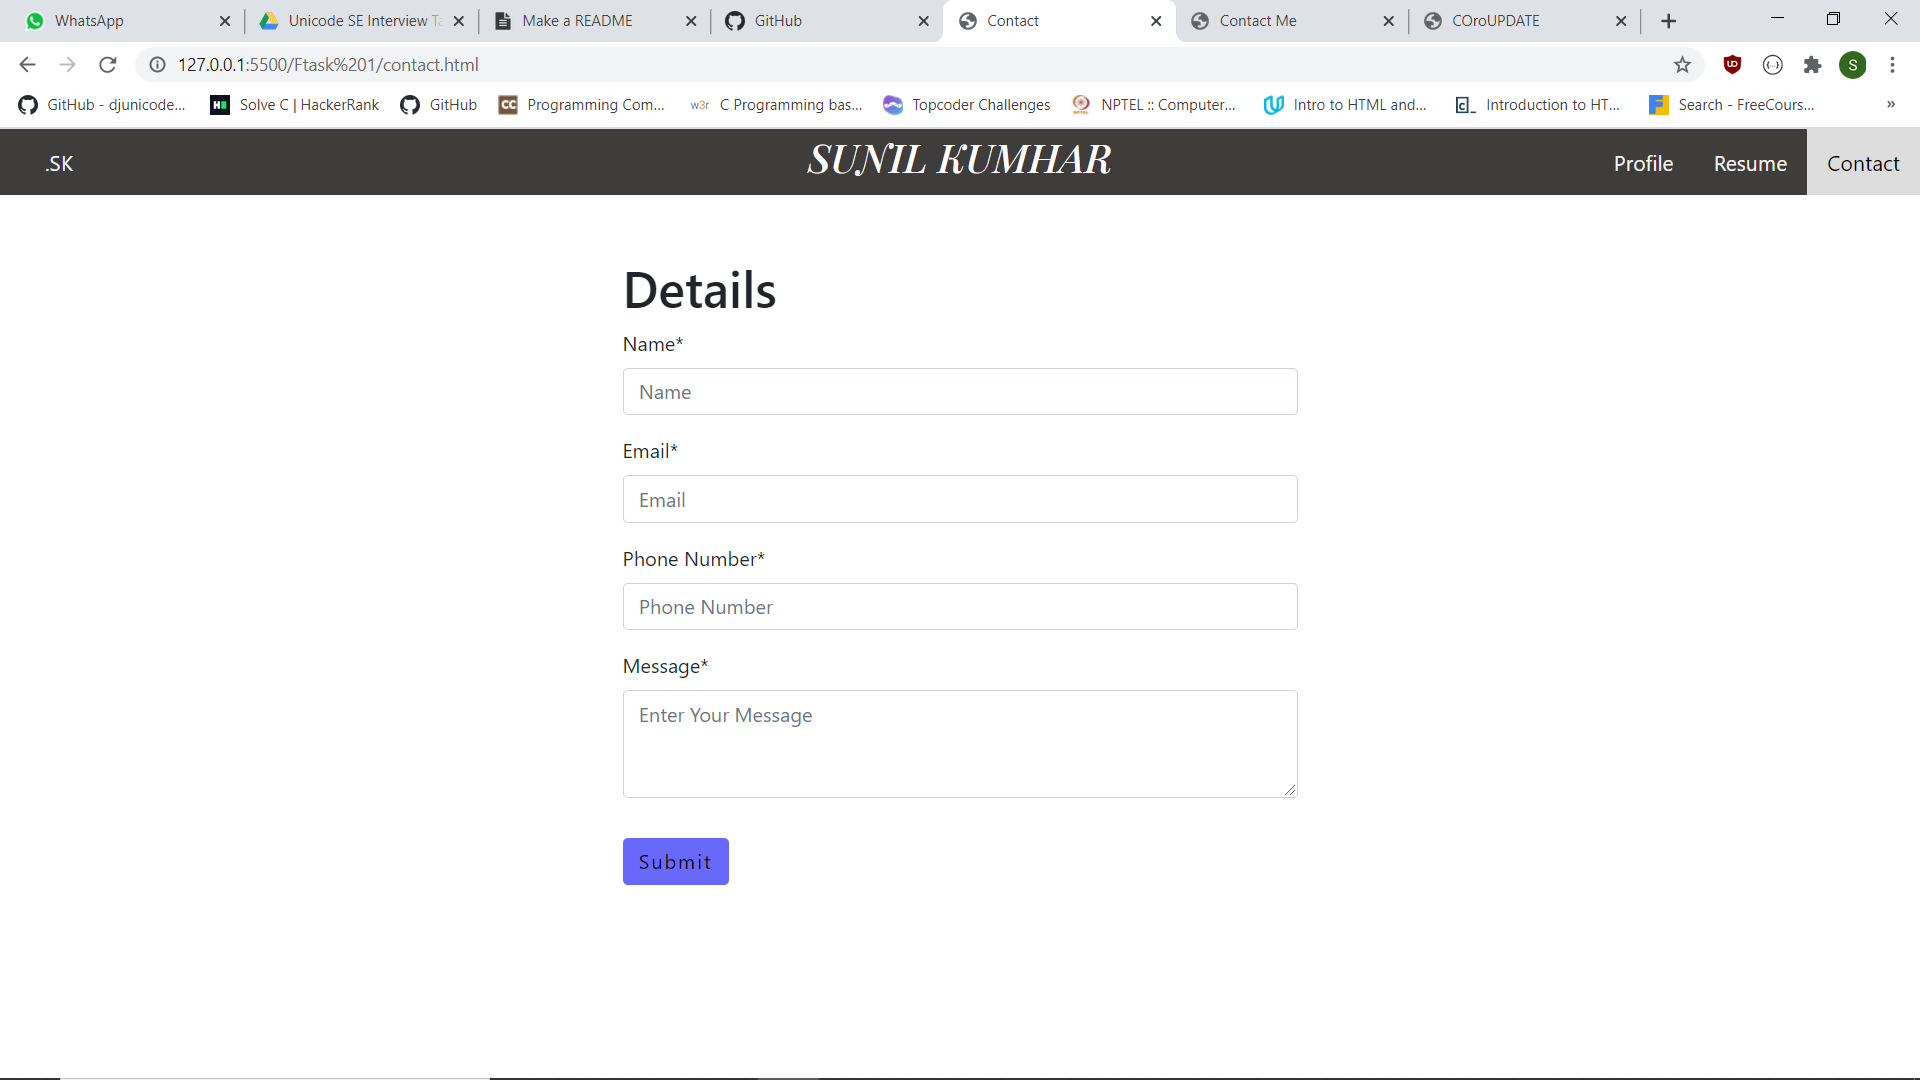 WhatsApp
Unicode SE Interview Ta
Make a README
GitHub
Contact
Contact Me
COroUPDATE
127.0.0.1:5500/Ftask%201/contact.html
S
GitHub - djunicode...
Solve C | HackerRank
GitHub
CC
Programming Com...
w3r
C Programming bas...
Topcoder Challenges
NPTEL :: Computer...
Intro to HTML and...
Introduction to HT...
Search - FreeCours...
»
.SK
SUNIL KUMHAR
Profile
Resume
Contact
Details
Name*
Name
Email*
Email
Phone Number*
Phone Number
Message*
Enter Your Message
Submit